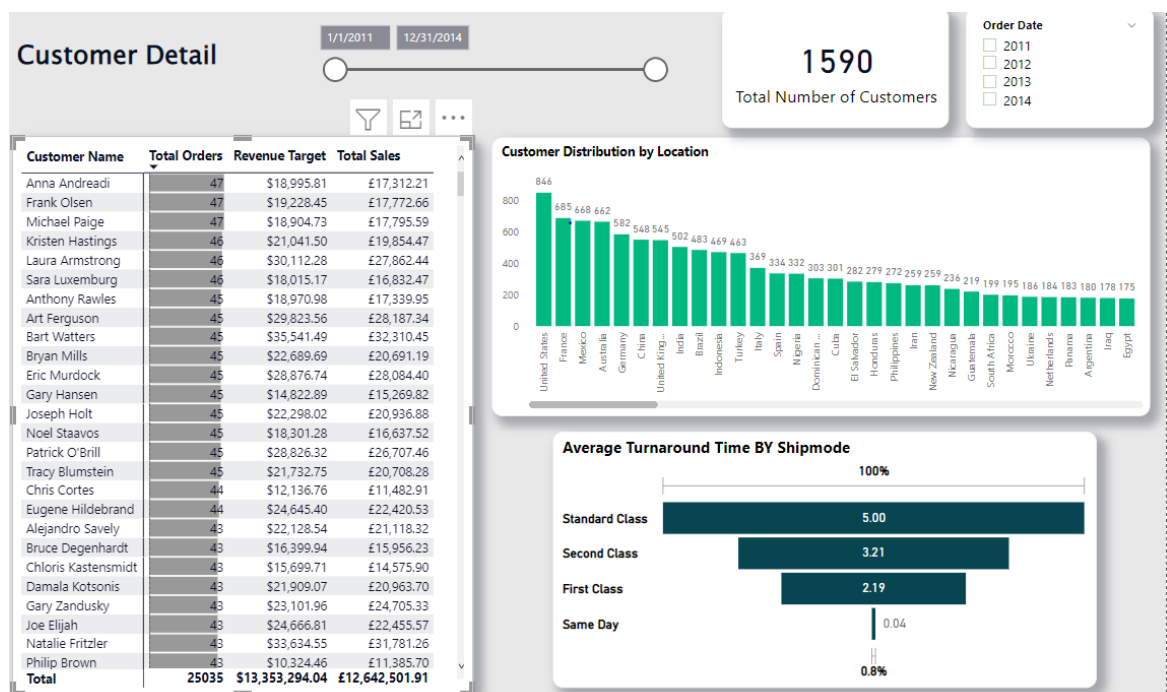 Customer Detail
1/1/2011 12/31/2014
1590
Total Number of Customers
Order Date
2011
2012
2013
2014
Customer Name Total Orders Revenue Target Total Sales
Anna Andreadi 47 $18,995.81 £17,312.21
Frank Olsen 47 $19,228.45 £17,772.66
Michael Paige 47 $18,904.73 £17,795.59
Kristen Hastings 46 $21,041.50 £19,854.47
Laura Armstrong 46 $30,112.28 £27,862.44
Sara Luxemburg 46 $18,015.17 £16,832.47
Anthony Rawles 45 $18,970.98 £17,339.95
Art Ferguson 45 $29,823.56 £28,187.34
Bart Watters 45 $35,541.49 £32,310.45
Bryan Mills 45 $22,689.69 £20,691.19
Eric Murdock 45 $28,876.74 £28,084.40
Gary Hansen 45 $14,822.89 £15,269.82
Joseph Holt 45 $22,298.02 £20,936.88
Noel Staavos 45 $18,301.28 £16,637.52
Patrick O'Brill 45 $28,826.32 £26,707.46
Tracy Blumstein 45 $21,732.75 £20,708.28
Chris Cortes 44 $12,136.76 £11,482.91
Eugene Hildebrand 44 $24,645.40 £22,420.53
Alejandro Savely 43 $22,128.54 £21,118.32
Bruce Degenhardt 43 $16,399.94 £15,956.23
Chloris Kastensmidt 43 $15,699.71 £14,575.90
Damala Kotsonis 43 $21,909.07 £20,963.70
Gary Zandusky 43 $23,101.96 £24,705.33
Joe Elijah 43 $24,666.81 £22,455.57
Natalie Fritzler 43 $33,634.55 £31,781.26
Philip Brown 43 $10,324.46 £11,385.70
Total 25035 $13,353,294.04 £12,642,501.91
Customer Distribution by Location
800
600
400
200
0
846 685 668 662 582 548 545 502 483 469 463 369 334 332 303 301 282 279 272 259 259 236 219 199 195 186 184 183 180 178 175
United States
France
Mexico
Australia
Germany
China
United King...
India
Brazil
Indonesia
Turkey
Italy
Spain
Nigeria
Dominican ...
Cuba
El Salvador
Honduras
Philippines
Iran
New Zealand
Nicaragua
Guatemala
South Africa
Morocco
Ukraine
Netherlands
Panama
Argentina
Iraq
Egypt
Average Turnaround Time BY Shipmode
100%
Standard Class 5.00
Second Class 3.21
First Class 2.19
Same Day 0.04
0.8%